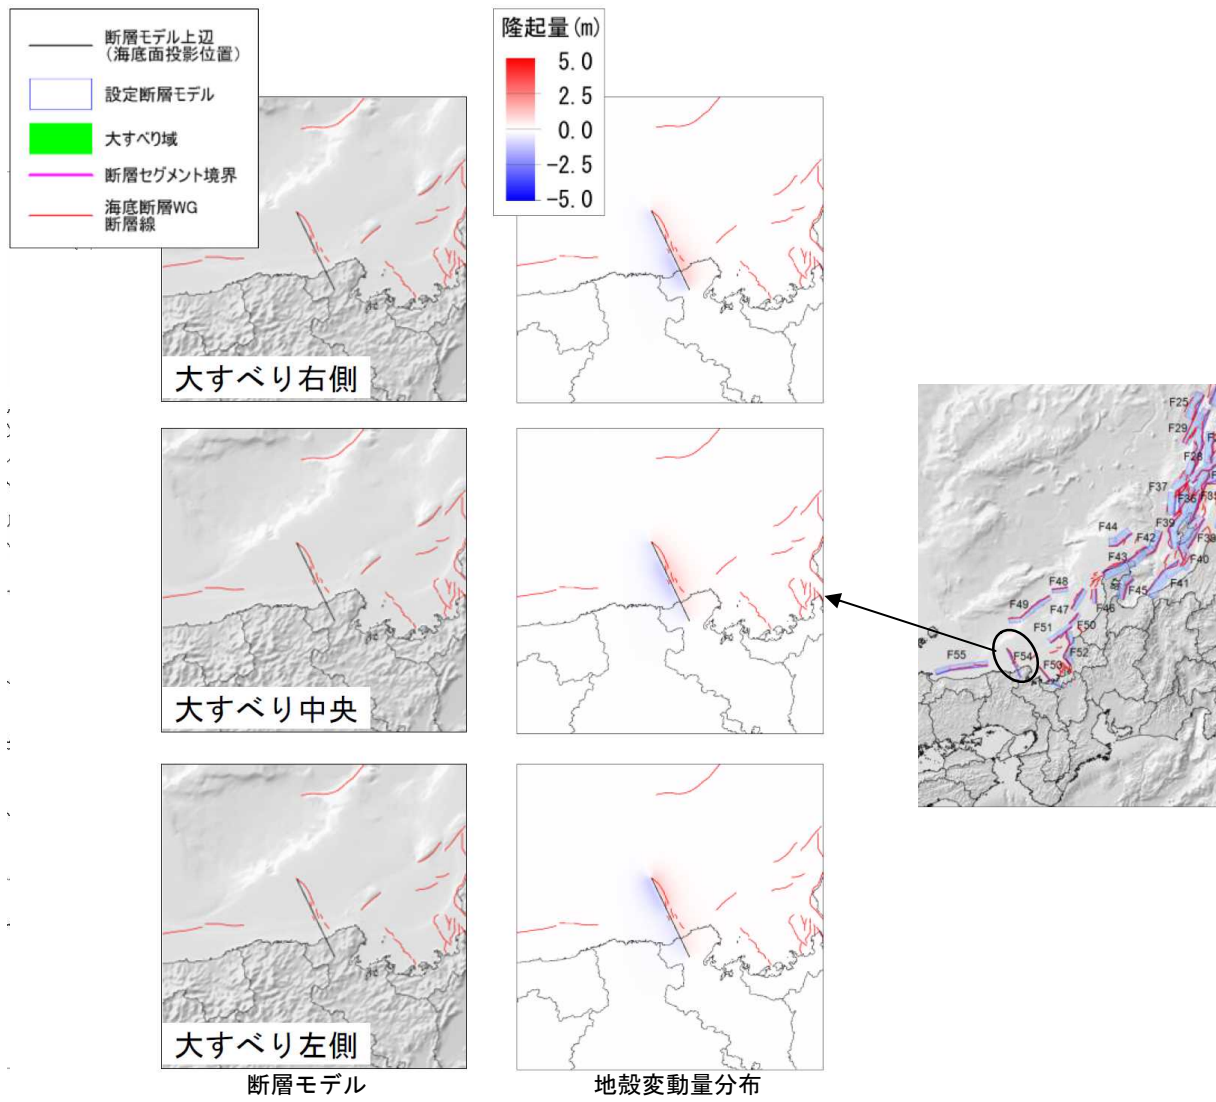 断層モデル上辺
(海底面投影位置)
設定断層モデル
大すべり域
断層セグメント境界
海底断層WG
断層線
隆起量(m)
5.0
2.5
0.0
-2.5
-5.0
大すべり右側
大すべり中央
大すべり左側
断層モデル
地殻変動量分布
F25
F29
F28
F37
F36
F39
F44
F42
F38
F43
F40
F41
F45
F48
F46
F47
F49
F50
F51
F52
F54
F53
F55